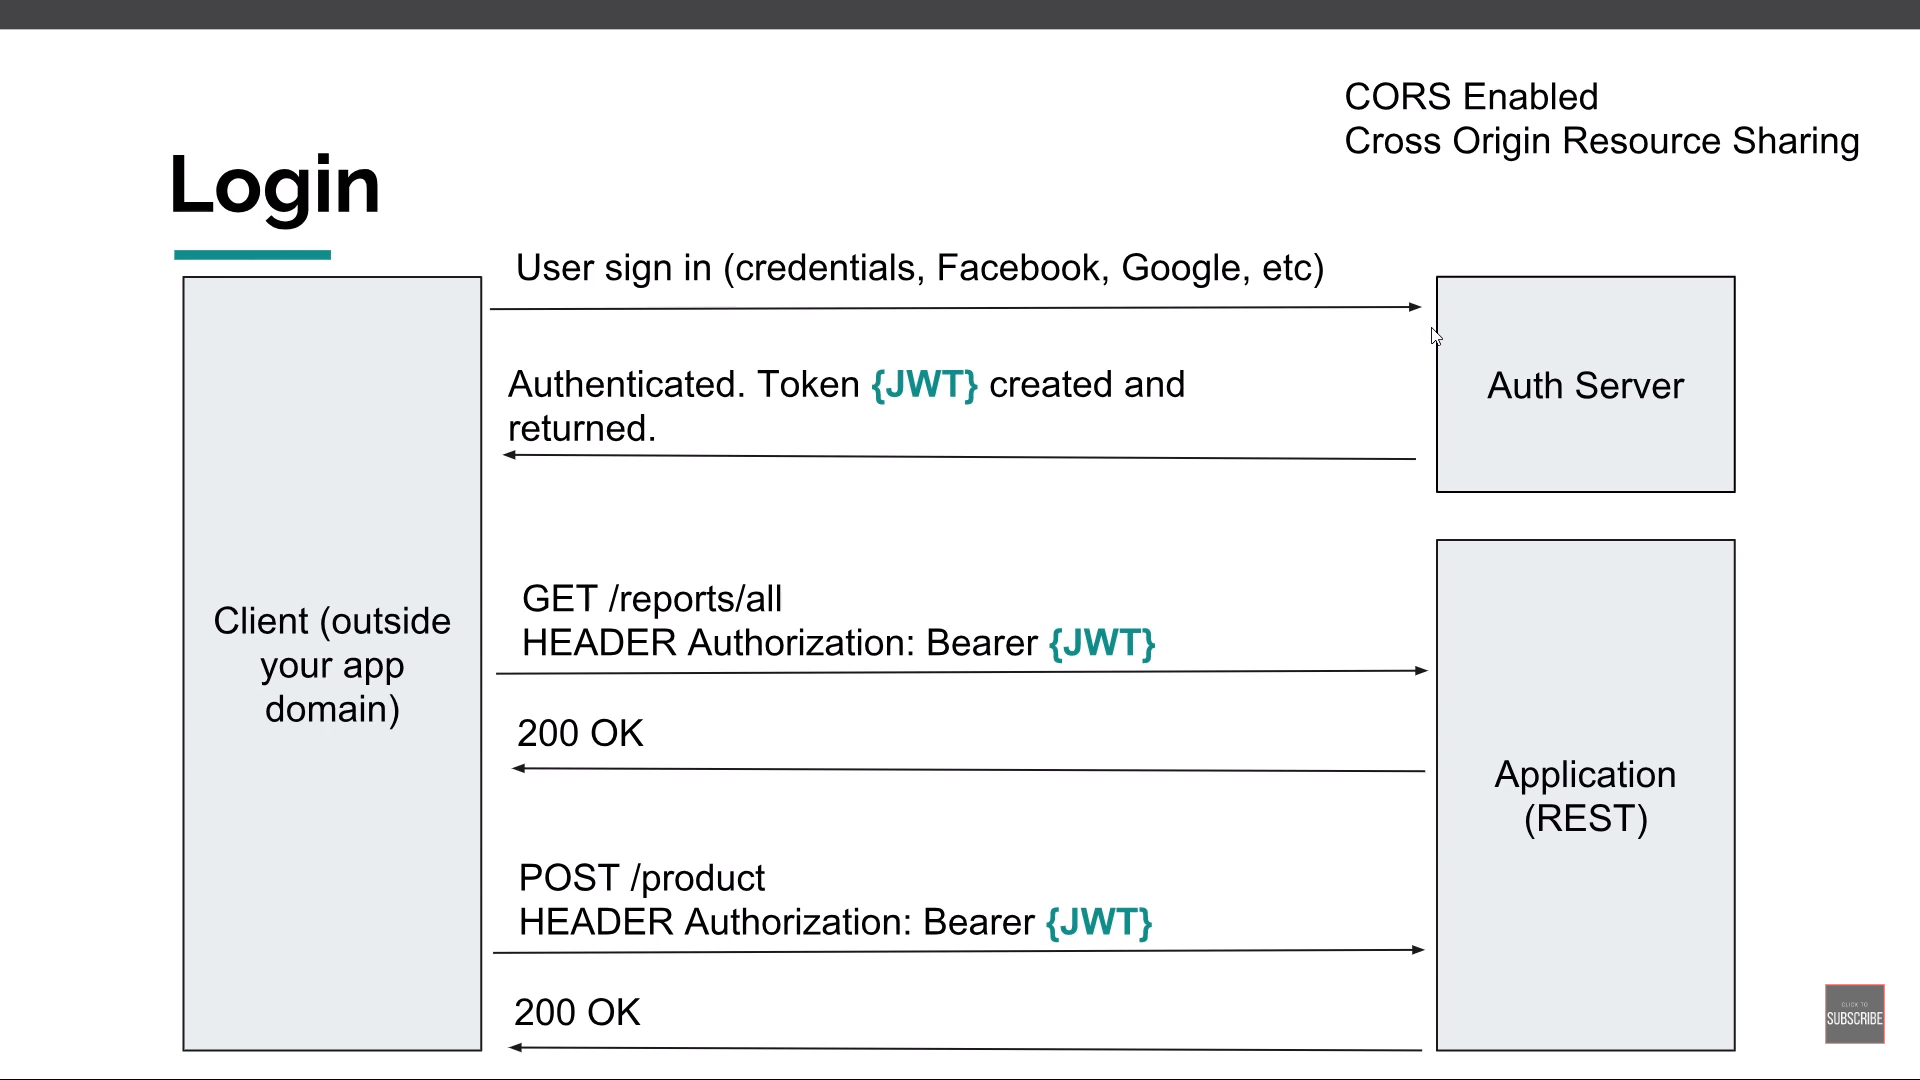 CORS Enabled
Cross Origin Resource Sharing
Login
User sign in (credentials, Facebook, Google, etc)
Authenticated. Token {JWT} created and
returned.
Auth Server
GET /reports/all
HEADER Authorization: Bearer {JWT}
Client (outside
your app
domain)
200 OK
Application
(REST)
POST /product
HEADER Authorization: Bearer {JWT}
200 OK
CLICK TO
SUBSCRIBE